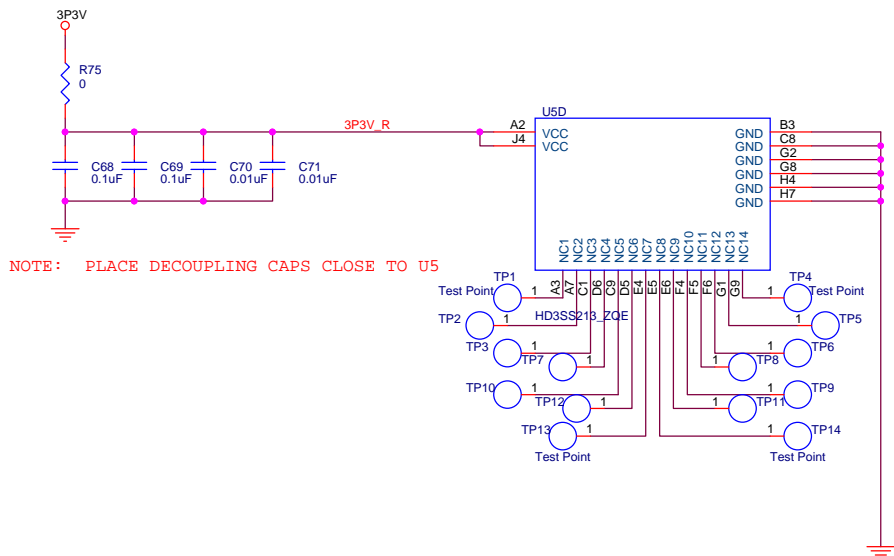 3P3V
R75
0
3P3V_R
C68
0.1uF
C69
0.1uF
C70
0.01uF
C71
0.01uF
NOTE: PLACE DECOUPLING CAPS CLOSE TO U5
U5D
A2
VCC
J4
VCC
B3
GND
C8
GND
G2
GND
G8
GND
H4
GND
H7
GND
NC1
NC2
NC3
NC4
NC5
NC6
NC7
NC8
NC9
NC10
NC11
NC12
NC13
NC14
A3
A7
C1
D6
C9
D5
E4
E5
E6
F4
F5
F6
G1
G9
HD3SS213_ZQE
TP1
1
Test Point
TP4
1
Test Point
TP2
1
TP5
1
TP3
1
TP6
1
TP7
1
TP8
1
TP10
1
TP9
1
TP12
1
TP11
1
TP13
1
Test Point
TP14
1
Test Point